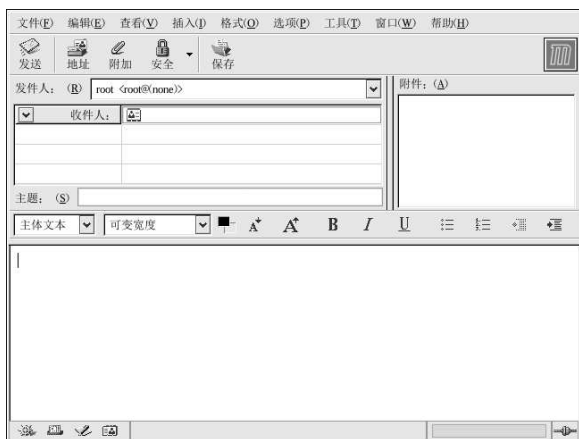 文件(F) 编辑(E) 查看(V) 插入(I) 格式(O) 选项(P) 工具(T) 窗口(W) 帮助(H)
发送 地址 附加 安全 保存
发件人: (R) root <root@(none)> 附件: (A)
收件人:
主题: (S)
主体文本 可变宽度 A A B I U